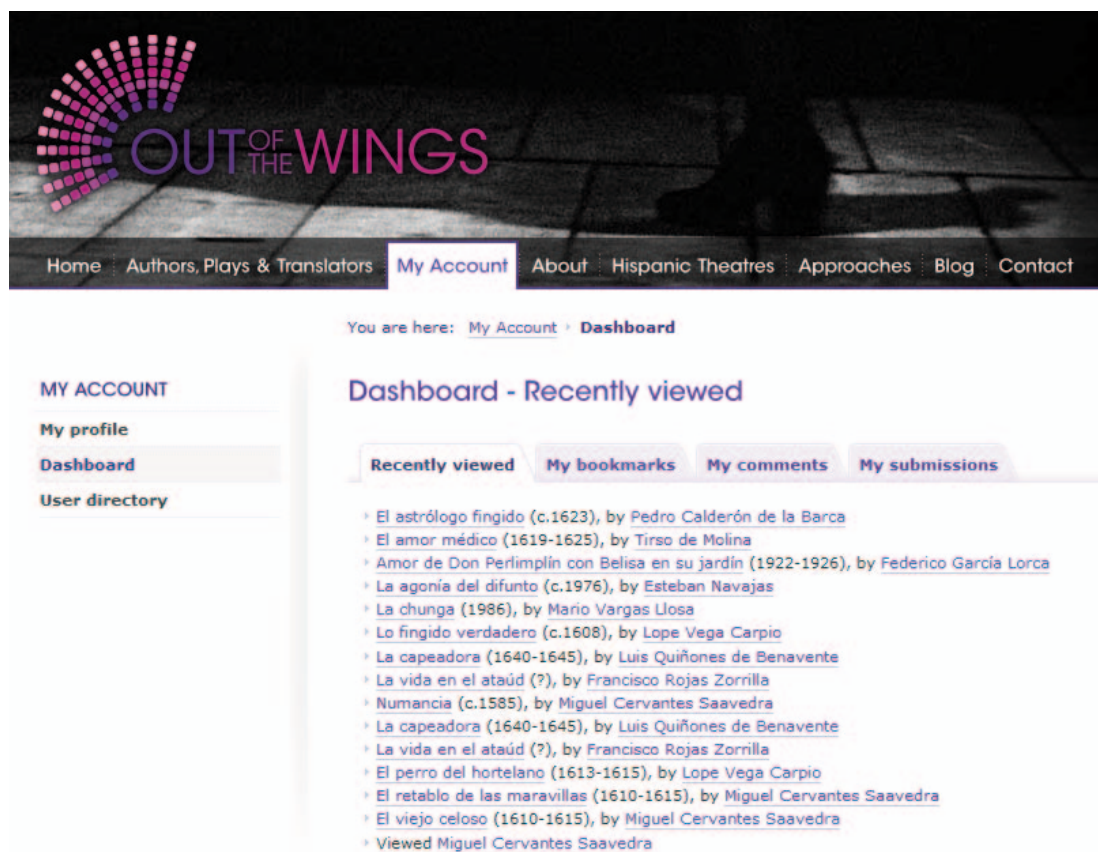 OUT OF THE WINGS
Home Authors, Plays & Translators My Account About Hispanic Theatres Approaches Blog Contact
You are here: My Account › Dashboard
MY ACCOUNT
My profile
Dashboard
User directory
Dashboard - Recently viewed
Recently viewed My bookmarks My comments My submissions
El astrólogo fingido (c.1623), by Pedro Calderón de la Barca
El amor médico (1619-1625), by Tirso de Molina
Amor de Don Perlimplín con Belisa en su jardín (1922-1926), by Federico García Lorca
La agonía del difunto (c.1976), by Esteban Navajas
La chunga (1986), by Mario Vargas Llosa
Lo fingido verdadero (c.1608), by Lope Vega Carpio
La capeadora (1640-1645), by Luis Quiñones de Benavente
La vida en el ataúd (?), by Francisco Rojas Zorrilla
Numancia (c.1585), by Miguel Cervantes Saavedra
La capeadora (1640-1645), by Luis Quiñones de Benavente
La vida en el ataúd (?), by Francisco Rojas Zorrilla
El perro del hortelano (1613-1615), by Lope Vega Carpio
El retablo de las maravillas (1610-1615), by Miguel Cervantes Saavedra
El viejo celoso (1610-1615), by Miguel Cervantes Saavedra
Viewed Miguel Cervantes Saavedra